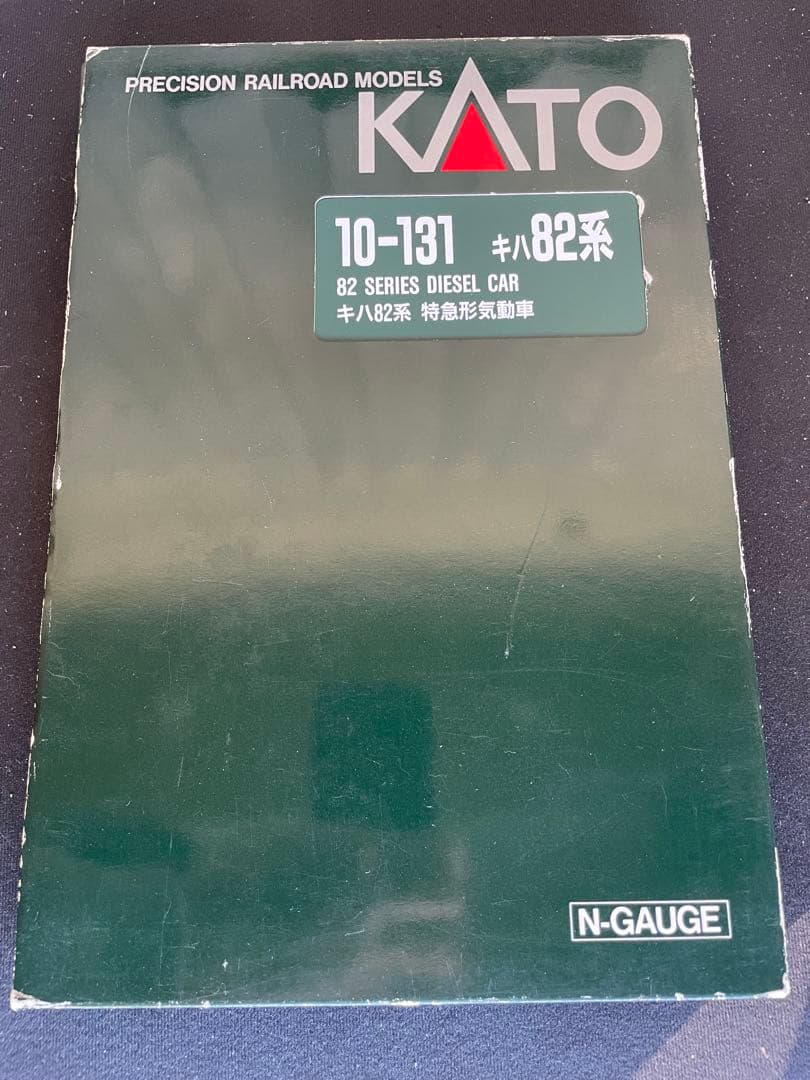 PRECISION RAILROAD MODELS
KATO
10-131 キハ82系
82 SERIES DIESEL CAR
キハ82系 特急形気動車
N-GAUGE